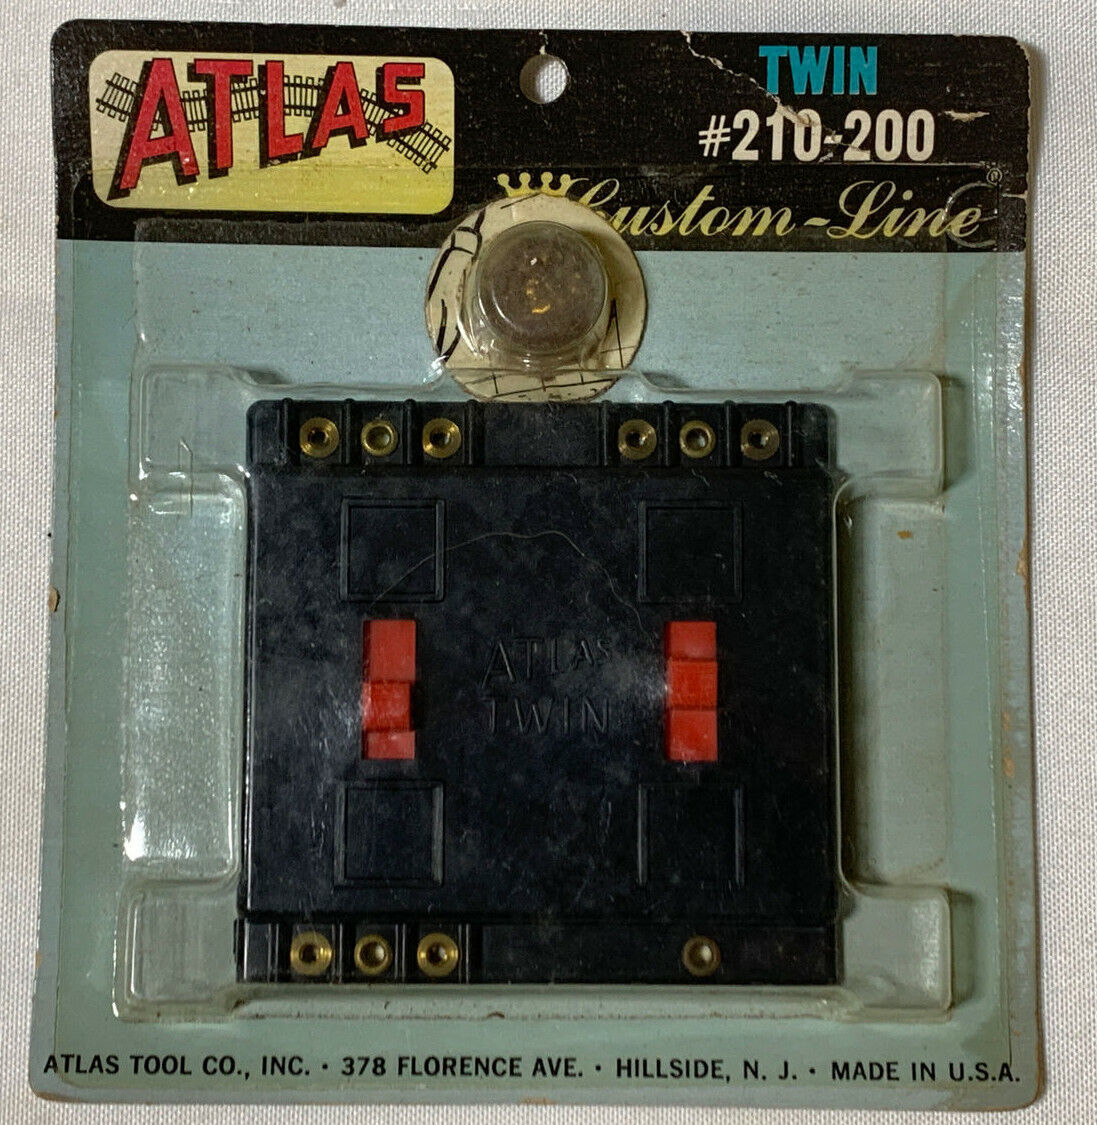 ATLAS
TWIN
#210-200
Custom-Line®
ATLAS
TWIN
ATLAS TOOL CO., INC. • 378 FLORENCE AVE. • HILLSIDE, N. J. • MADE IN U.S.A.